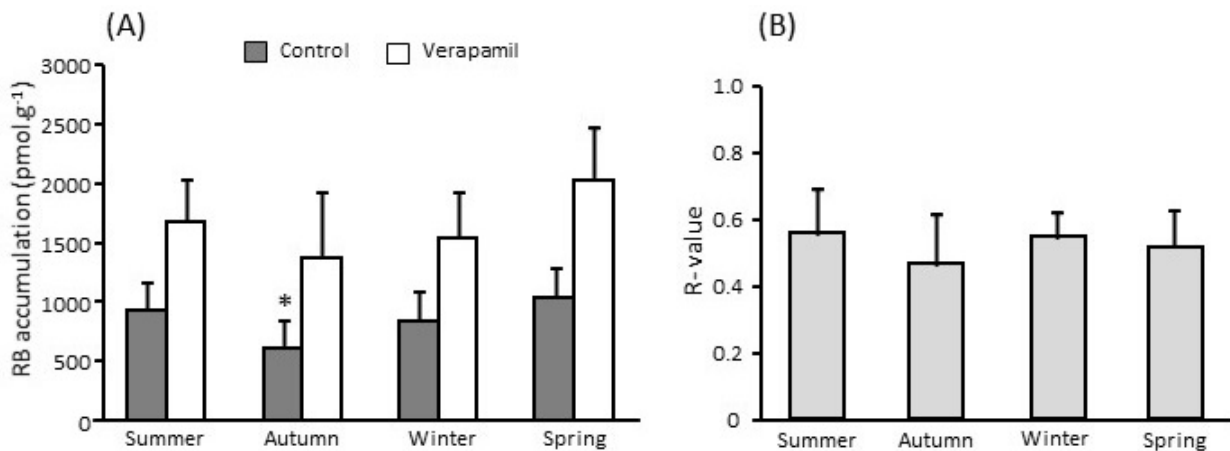 (A)
Control Verapamil
RB accumulation (pmol.g⁻¹)
3000
2500
2000
1500
1000
500
0
*
Summer Autumn Winter Spring
(B)
R- value
1.0
0.8
0.6
0.4
0.2
0
Summer Autumn Winter Spring